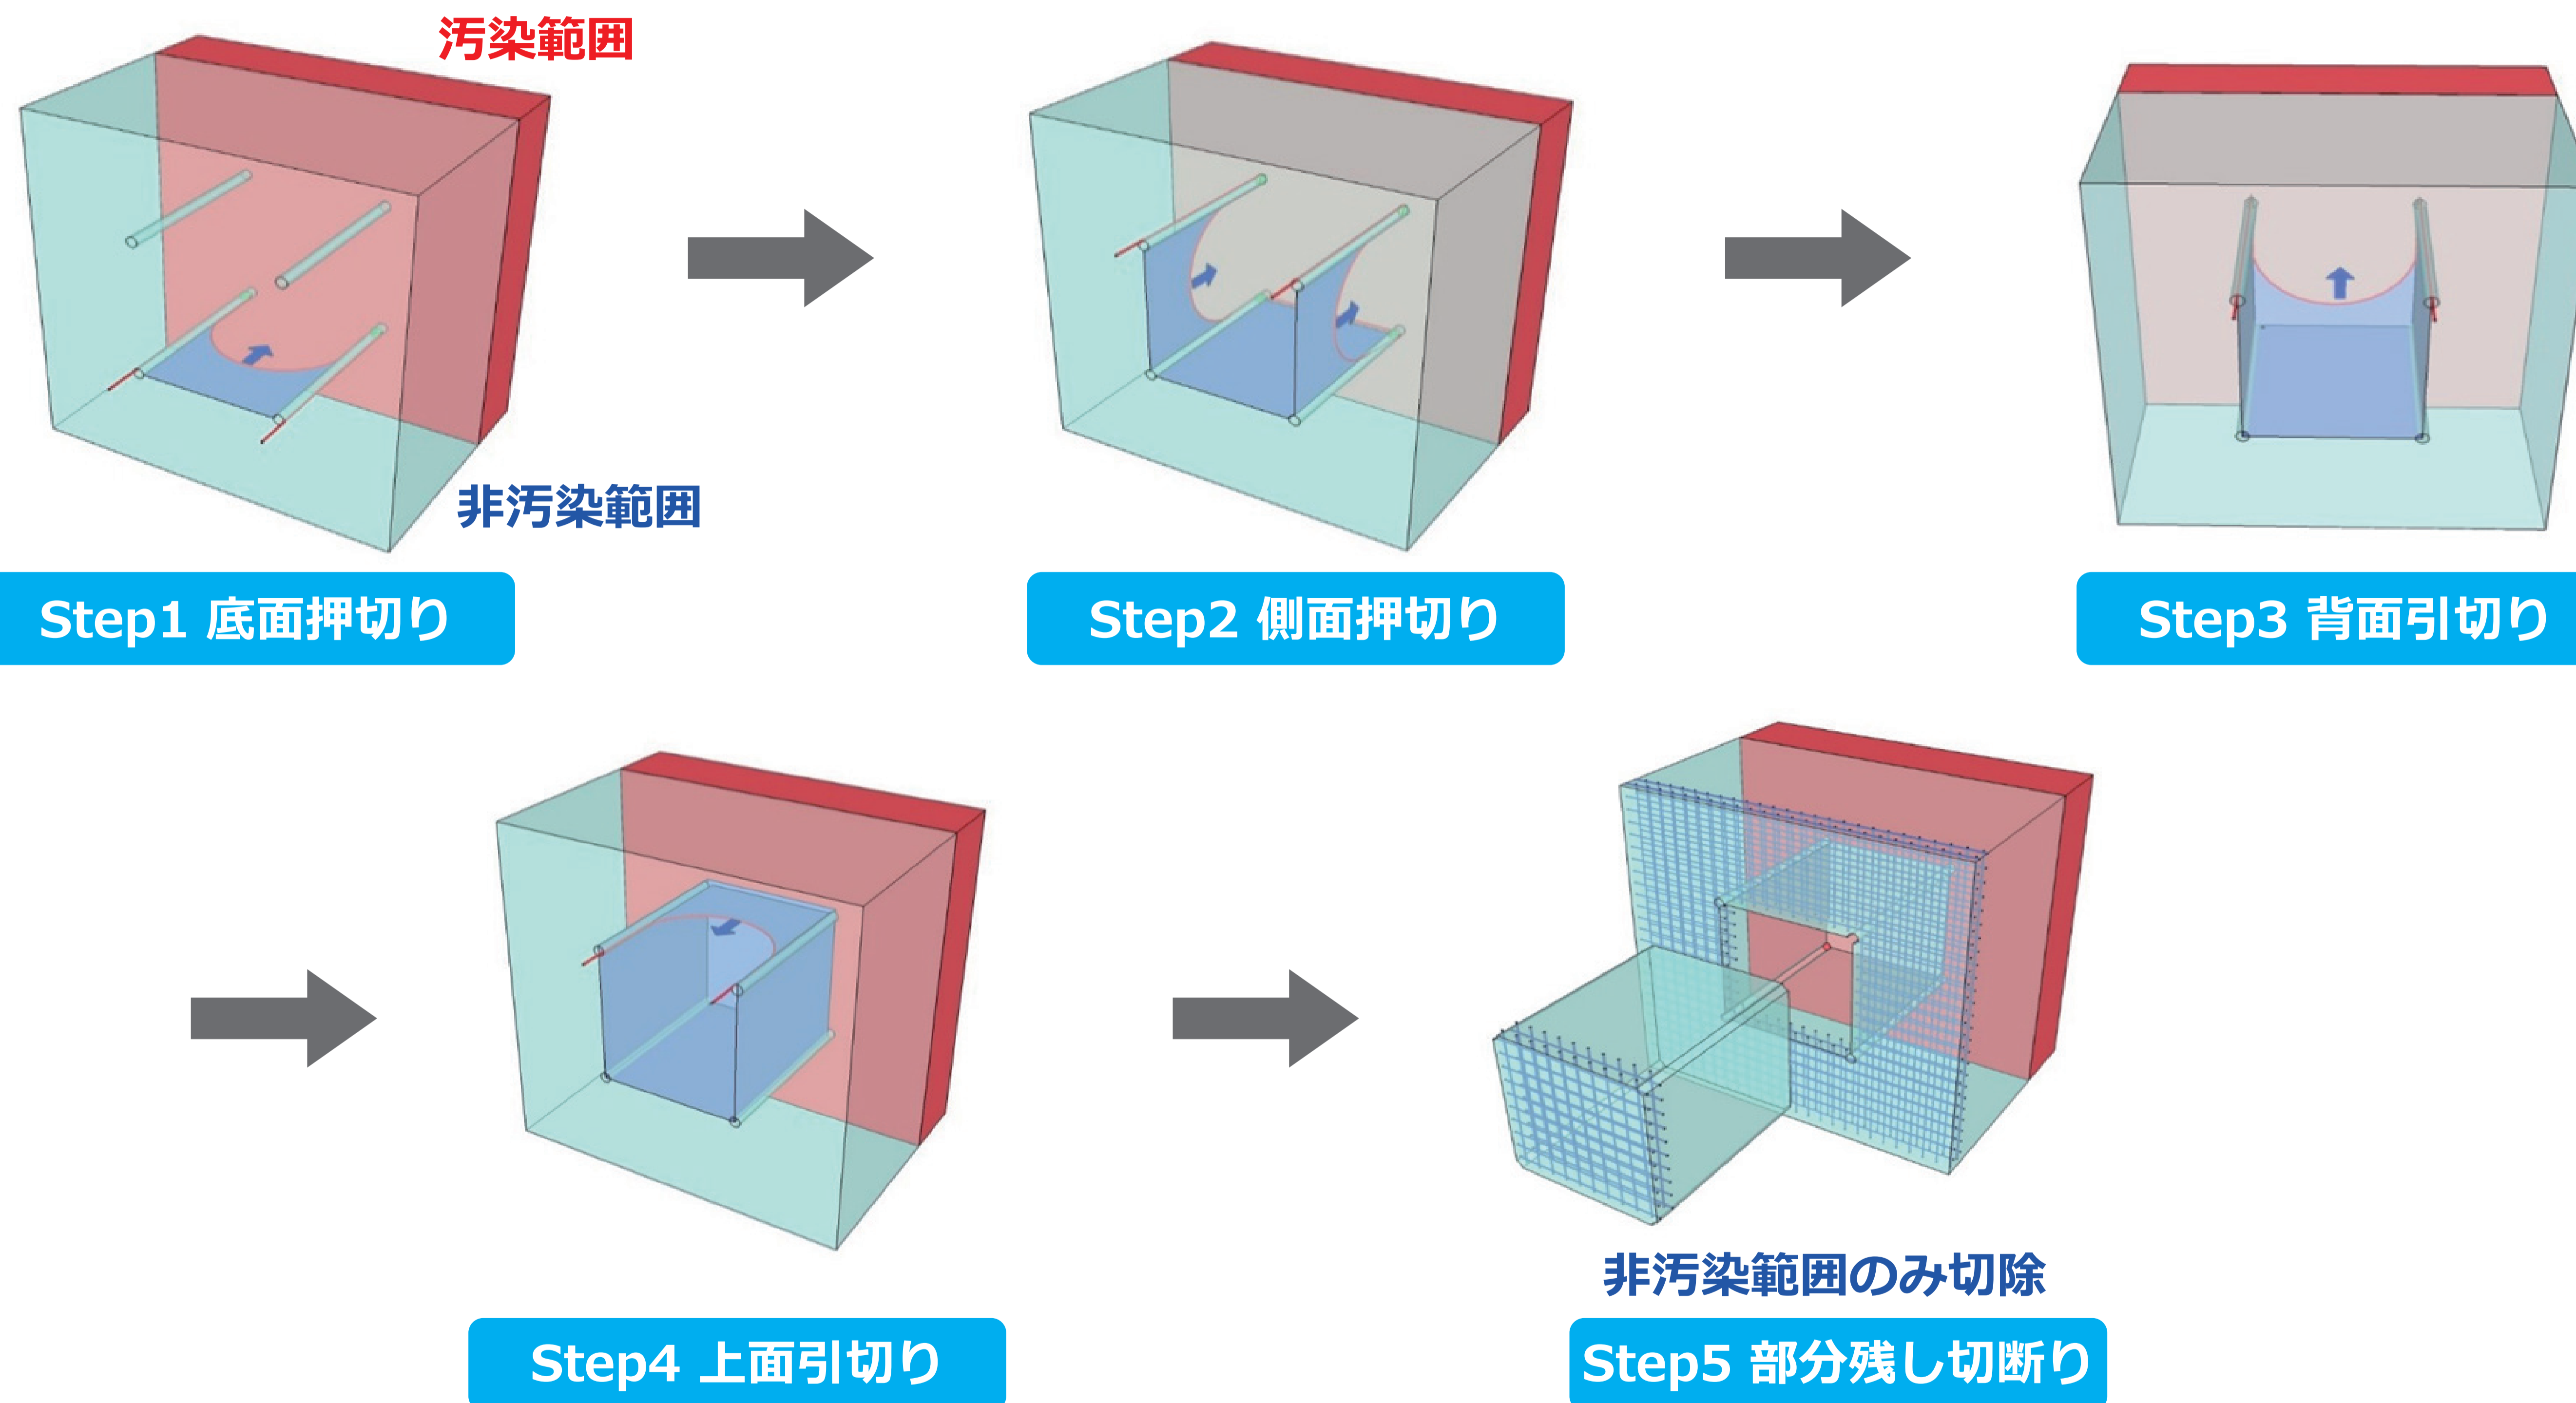 汚染範囲
非汚染範囲
Step1 底面押切り
Step2 側面押切り
Step3 背面引切り
Step4 上面引切り
非汚染範囲のみ切除
Step5 部分残し切断り